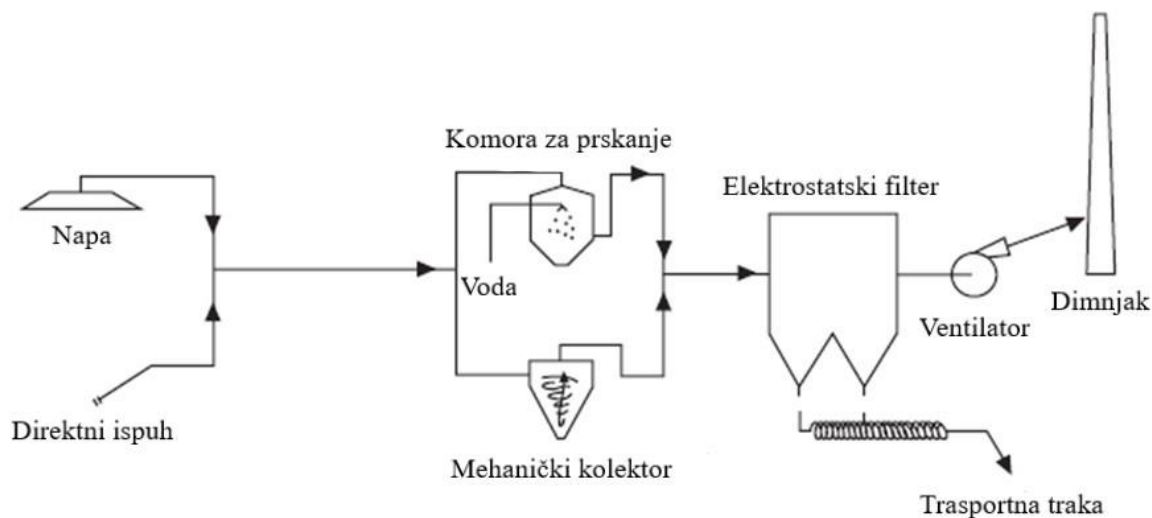 Komora za prskanje
Elektrostatski filter
Napa
Voda
Dimnjak
Ventilator
Direktni ispuh
Mehanički kolektor
Trasportna traka